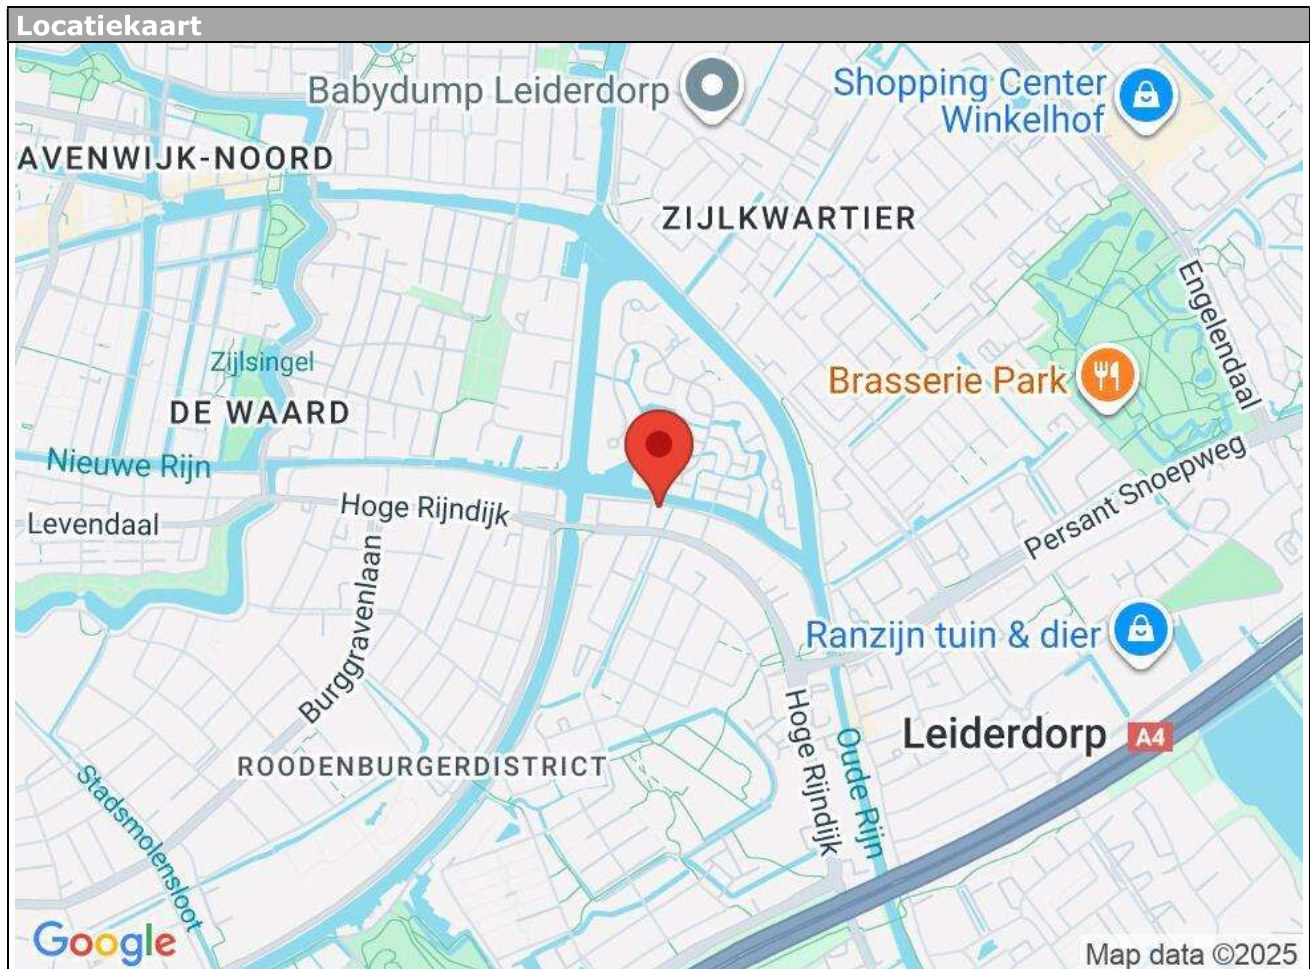 Locatiekaart
Babydump Leiderdorp
Shopping Center
Winkelhof
AVENWIJK-NOORD
ZIJLKWARTIER
Engelendaal
Zijlsingel
Brasserie Park
DE WAARD
Nieuwe Rijn
Persant Snoepweg
Hoge Rijndijk
Levendaal
Burggravenlaan
Ranzijn tuin & dier
Hoge Rijndijk
Oude Rijn
Leiderdorp
A4
ROODENBURGERDISTRICT
Stadsmolensloot
Google
Map data ©2025